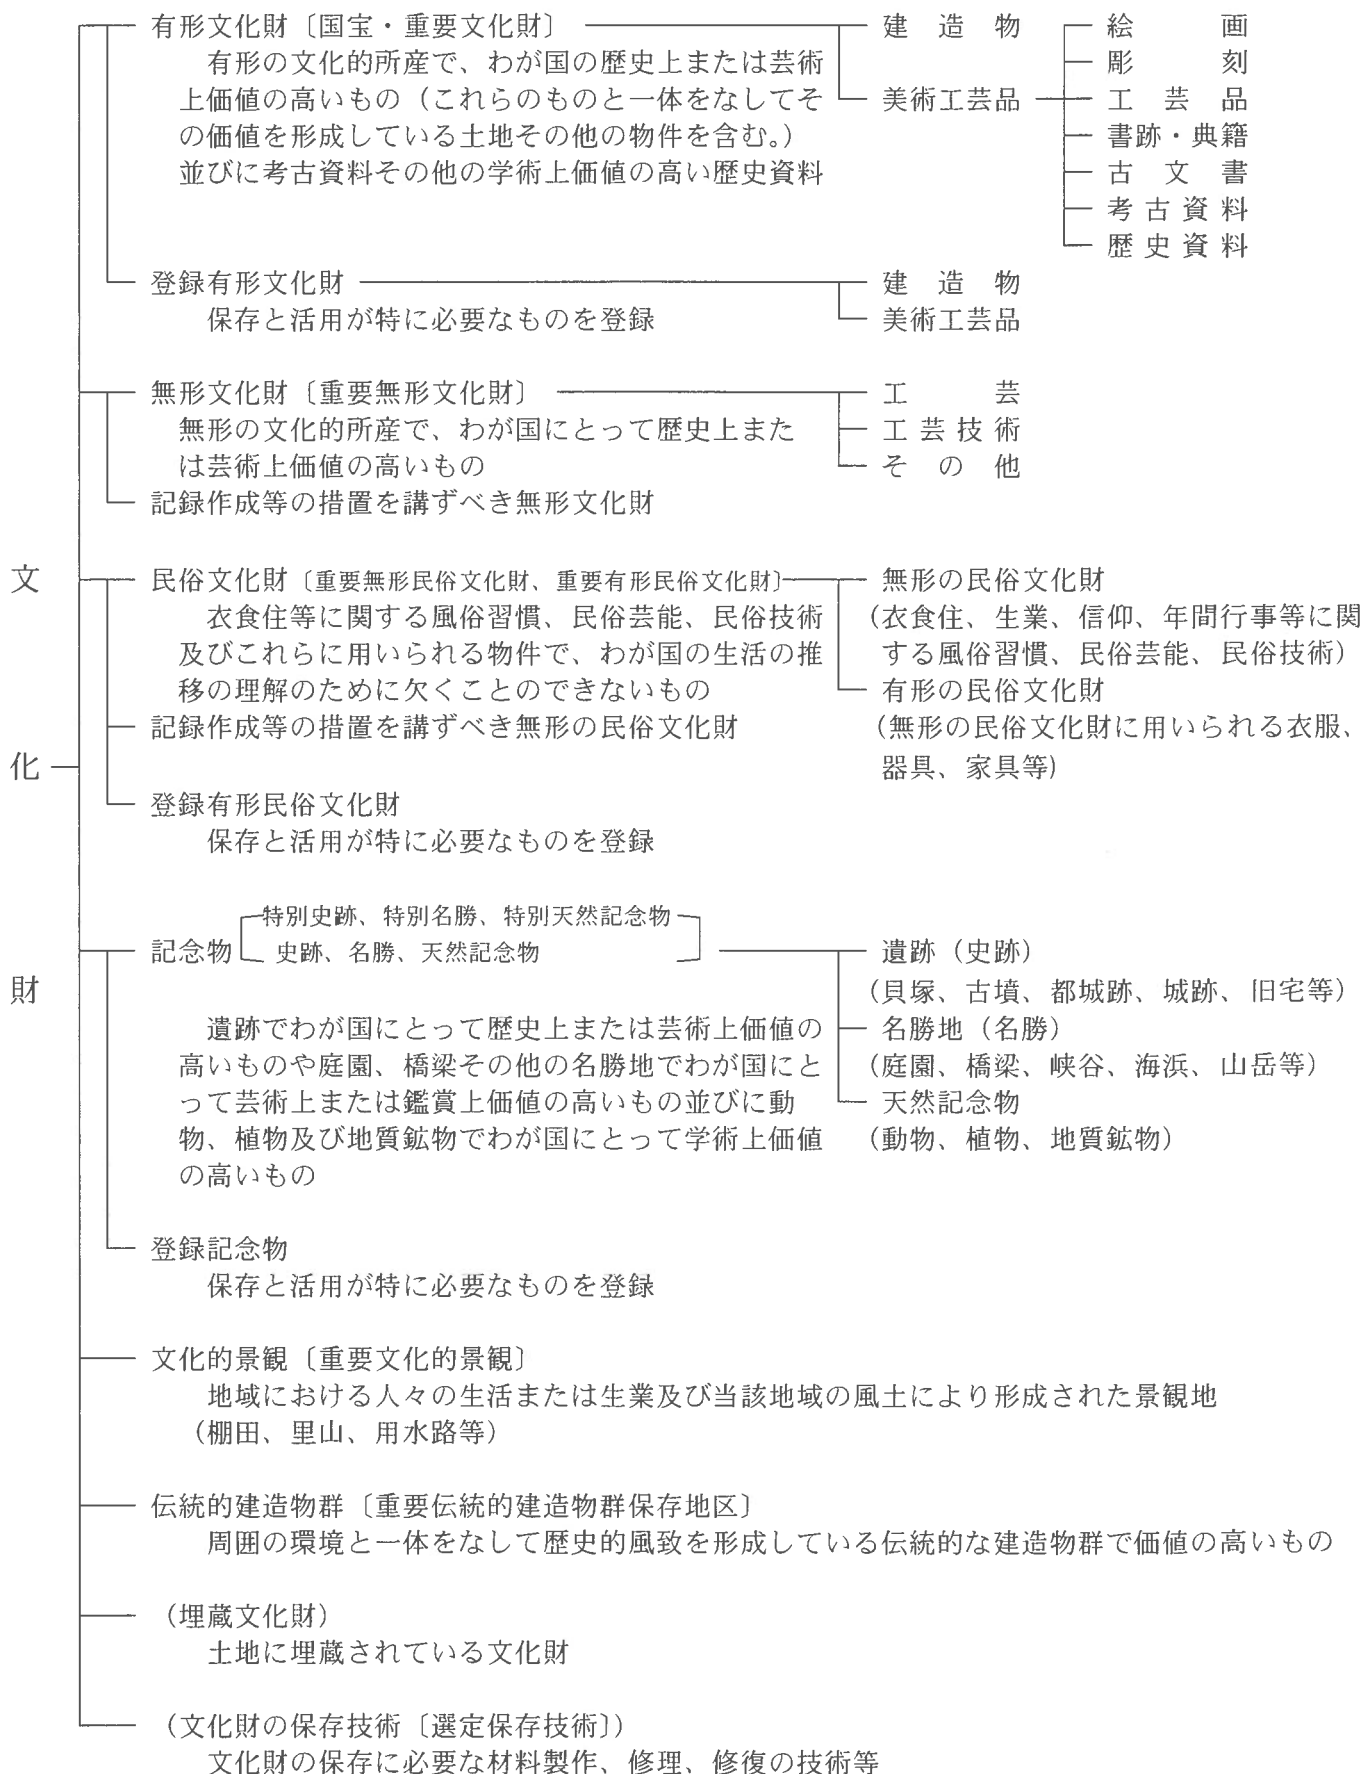 文化財
有形文化財〔国宝・重要文化財〕
有形の文化的所産で、わが国の歴史上または芸術
上価値の高いもの(これらのものと一体をなしてそ
の価値を形成している土地その他の物件を含む。)
並びに考古資料その他の学術上価値の高い歴史資料
建造物
美術工芸品
絵画
彫刻
工芸品
書跡・典籍
古文書
考古資料
歴史資料
登録有形文化財
保存と活用が特に必要なものを登録
建造物
美術工芸品
無形文化財〔重要無形文化財〕
無形の文化的所産で、わが国にとって歴史上また
は芸術上価値の高いもの
工芸
工芸技術
その他
記録作成等の措置を講ずべき無形文化財
民俗文化財〔重要無形民俗文化財、重要有形民俗文化財〕
衣食住等に関する風俗習慣、民俗芸能、民俗技術
及びこれらに用いられる物件で、わが国の生活の推
移の理解のために欠くことのできないもの
無形の民俗文化財
(衣食住、生業、信仰、年間行事等に関
する風俗習慣、民俗芸能、民俗技術)
有形の民俗文化財
(無形の民俗文化財に用いられる衣服、
器具、家具等)
記録作成等の措置を講ずべき無形の民俗文化財
登録有形民俗文化財
保存と活用が特に必要なものを登録
記念物
特別史跡、特別名勝、特別天然記念物
史跡、名勝、天然記念物
遺跡でわが国にとって歴史上または芸術上価値の
高いものや庭園、橋梁その他の名勝地でわが国にと
って芸術上または鑑賞上価値の高いもの並びに動
物、植物及び地質鉱物でわが国にとって学術上価値
の高いもの
遺跡(史跡)
(貝塚、古墳、都城跡、城跡、旧宅等)
名勝地(名勝)
(庭園、橋梁、峡谷、海浜、山岳等)
天然記念物
(動物、植物、地質鉱物)
登録記念物
保存と活用が特に必要なものを登録
文化的景観〔重要文化的景観〕
地域における人々の生活または生業及び当該地域の風土により形成された景観地
(棚田、里山、用水路等)
伝統的建造物群〔重要伝統的建造物群保存地区〕
周囲の環境と一体をなして歴史的風致を形成している伝統的な建造物群で価値の高いもの
(埋蔵文化財)
土地に埋蔵されている文化財
(文化財の保存技術〔選定保存技術〕)
文化財の保存に必要な材料製作、修理、修復の技術等